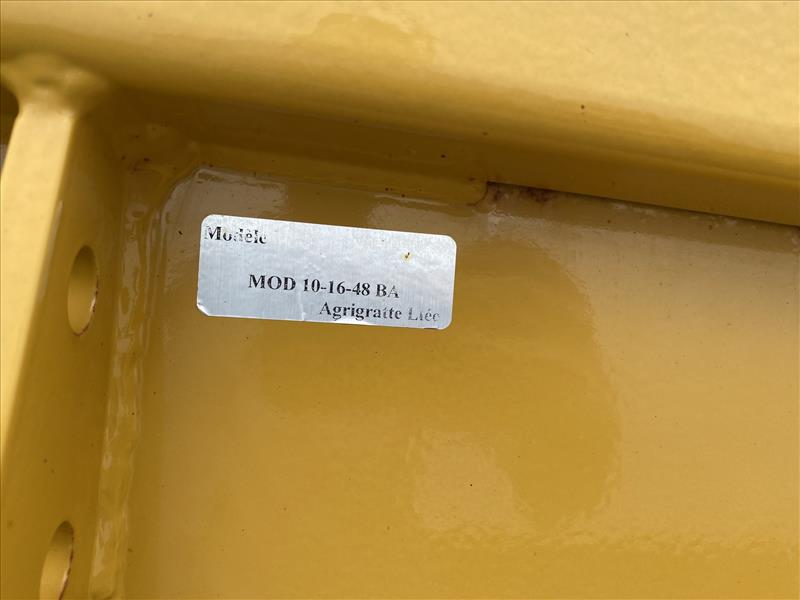 Modèle
MOD 10-16-48 BA
Agrigratte Ltée